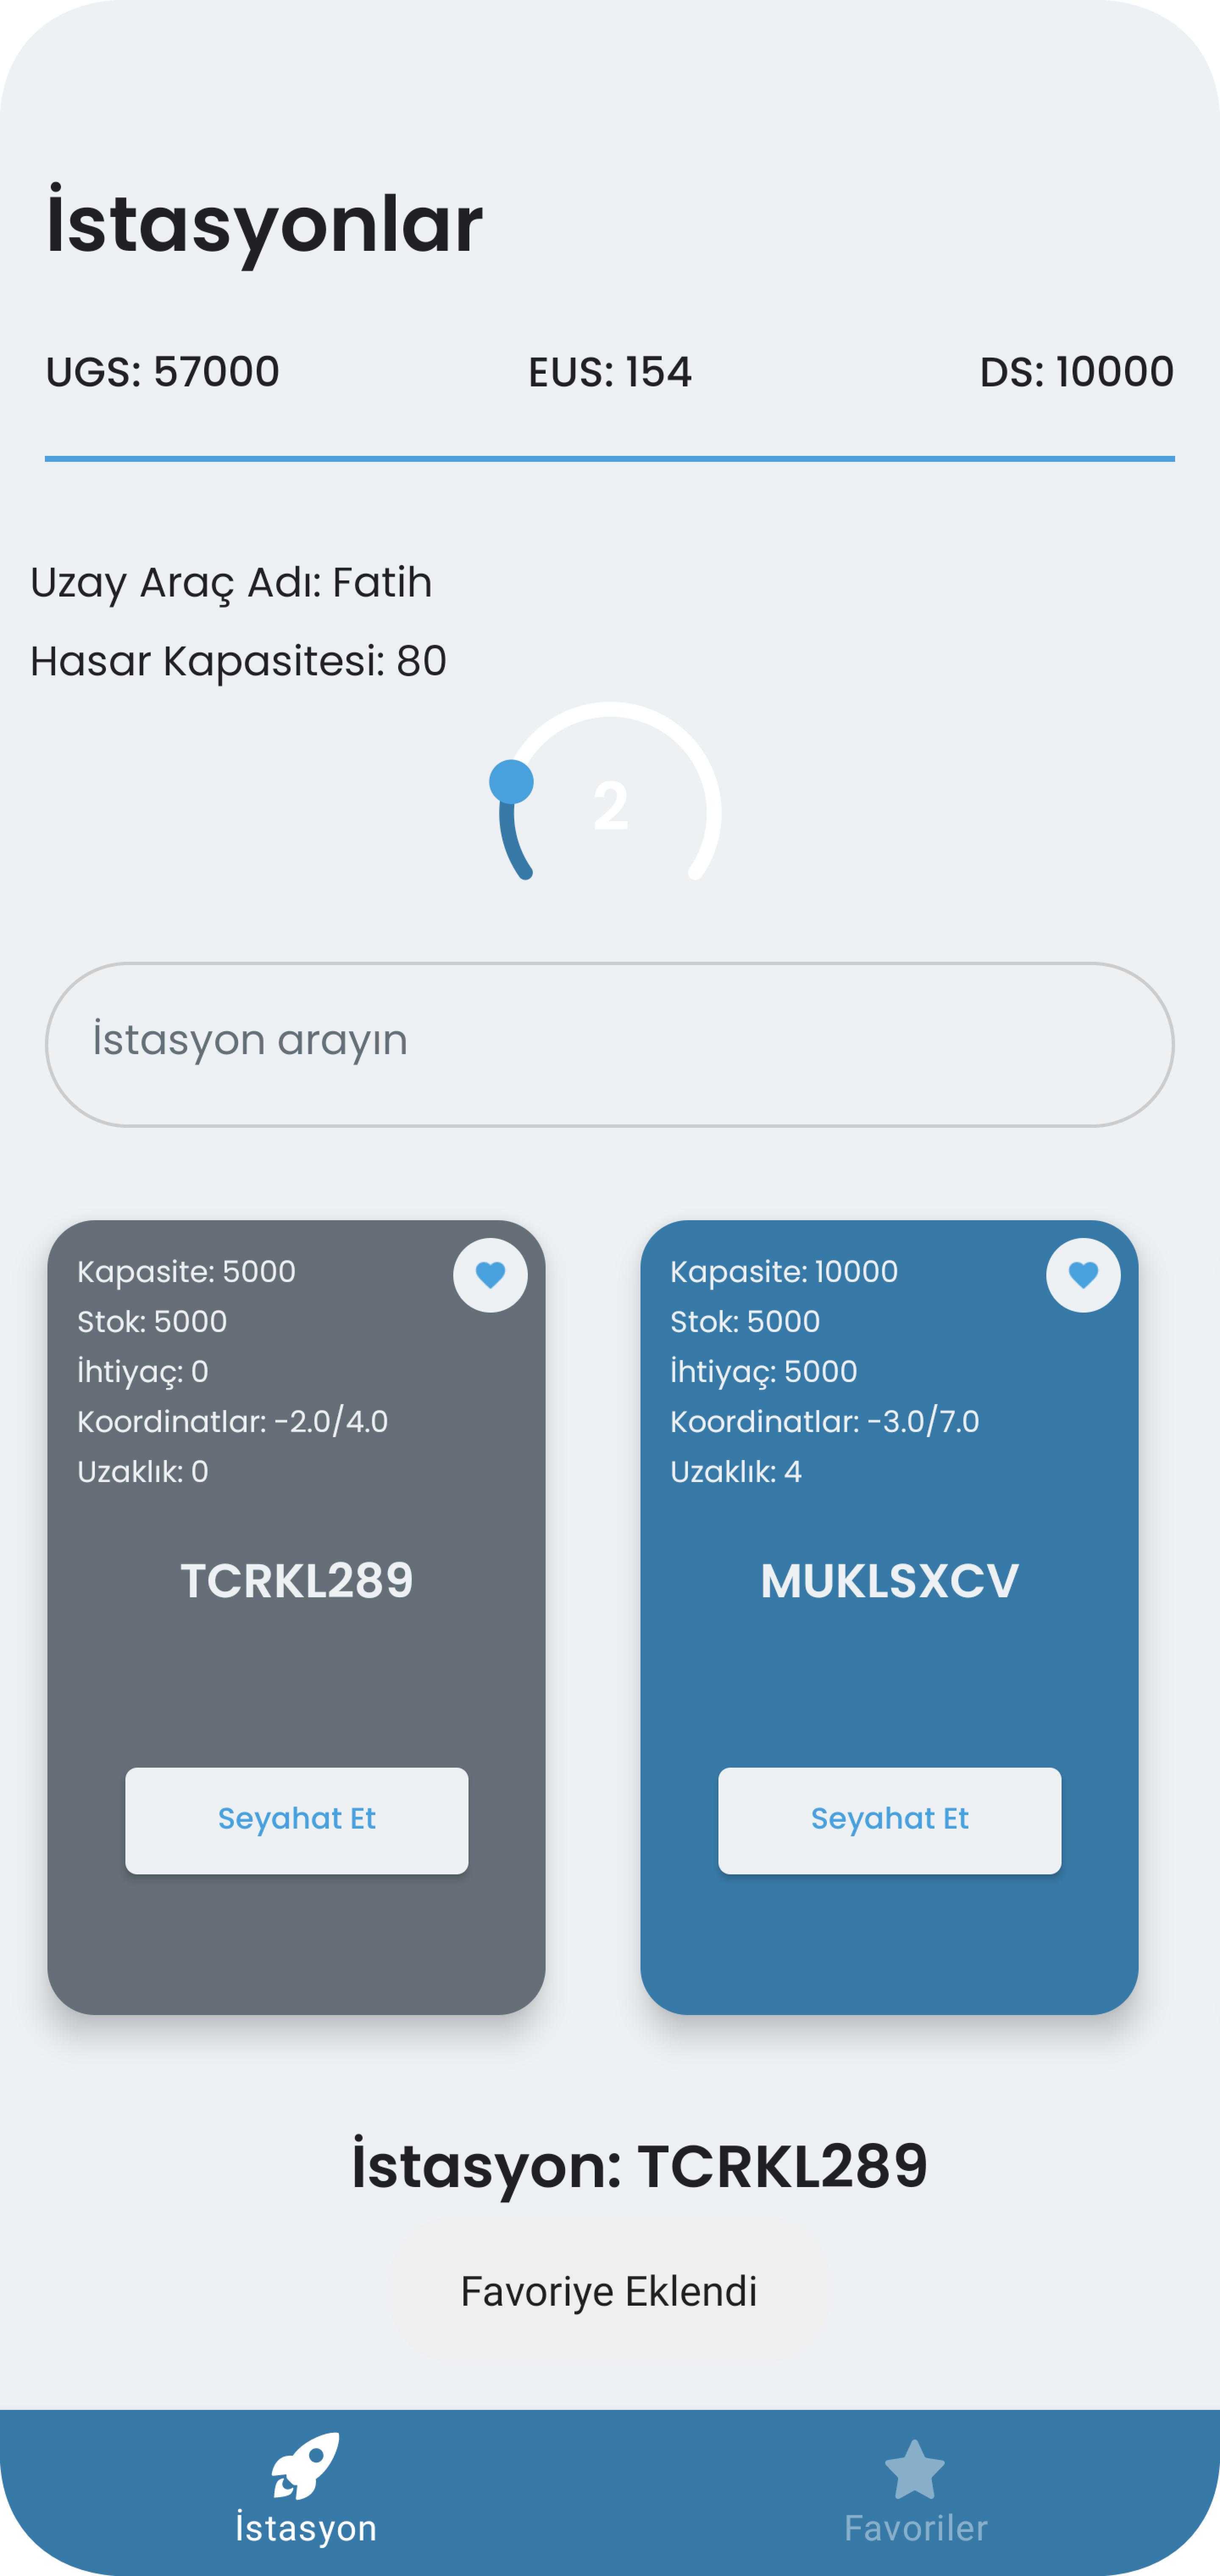 İstasyonlar
UGS: 57000 EUS: 154 DS: 10000
Uzay Araç Adı: Fatih
Hasar Kapasitesi: 80
2
İstasyon arayın
Kapasite: 5000
Stok: 5000
İhtiyaç: 0
Koordinatlar: -2.0/4.0
Uzaklık: 0
TCRKL289
Seyahat Et
Kapasite: 10000
Stok: 5000
İhtiyaç: 5000
Koordinatlar: -3.0/7.0
Uzaklık: 4
MUKLSXCV
Seyahat Et
İstasyon: TCRKL289
Favoriye Eklendi
İstasyon Favoriler